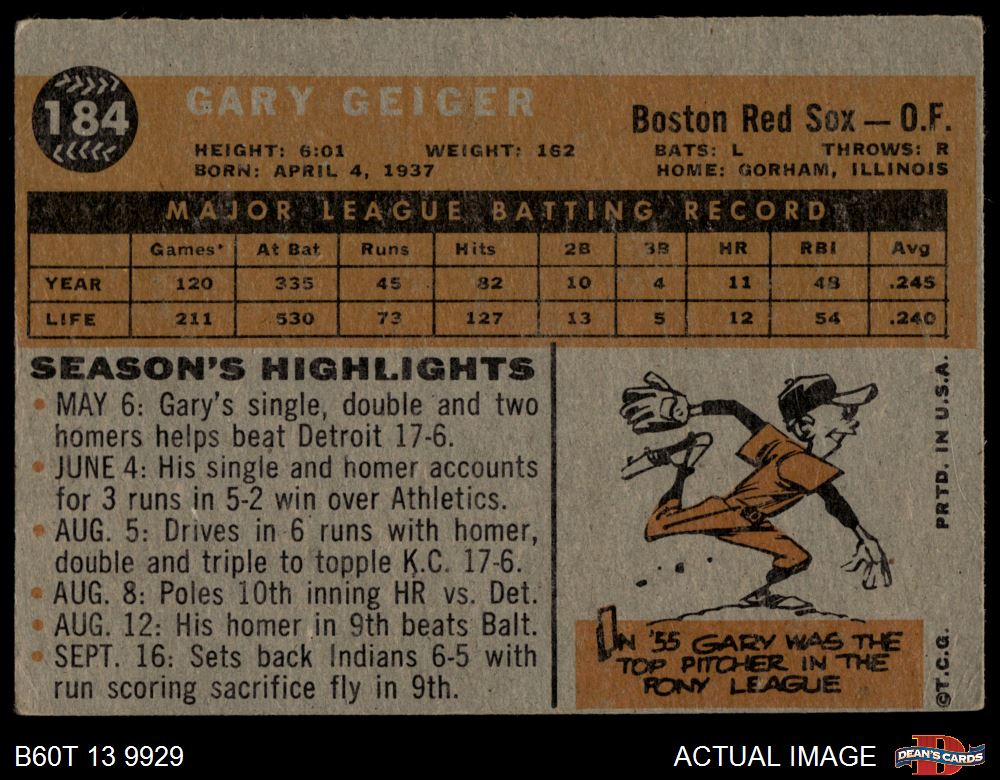 184
GARY GEIGER
Boston Red Sox — O.F.
HEIGHT: 6:01 WEIGHT: 162 BATS: L THROWS: R
BORN: APRIL 4, 1937 HOME: GORHAM, ILLINOIS
MAJOR LEAGUE BATTING RECORD
Games At Bat Runs Hits 2B 3B HR RBI Avg
YEAR 120 335 45 82 10 4 11 48 .245
LIFE 211 530 73 127 13 5 12 54 .240
SEASON'S HIGHLIGHTS
• MAY 6: Gary's single, double and two
homers helps beat Detroit 17-6.
• JUNE 4: His single and homer accounts
for 3 runs in 5-2 win over Athletics.
• AUG. 5: Drives in 6 runs with homer,
double and triple to topple K.C. 17-6.
• AUG. 8: Poles 10th inning HR vs. Det.
• AUG. 12: His homer in 9th beats Balt.
• SEPT. 16: Sets back Indians 6-5 with
run scoring sacrifice fly in 9th.
IN '55 GARY WAS THE
TOP PITCHER IN THE
PONY LEAGUE
©T.C.G. PRTD. IN U.S.A.
B60T 13 9929
ACTUAL IMAGE
D
DEAN'S CARDS